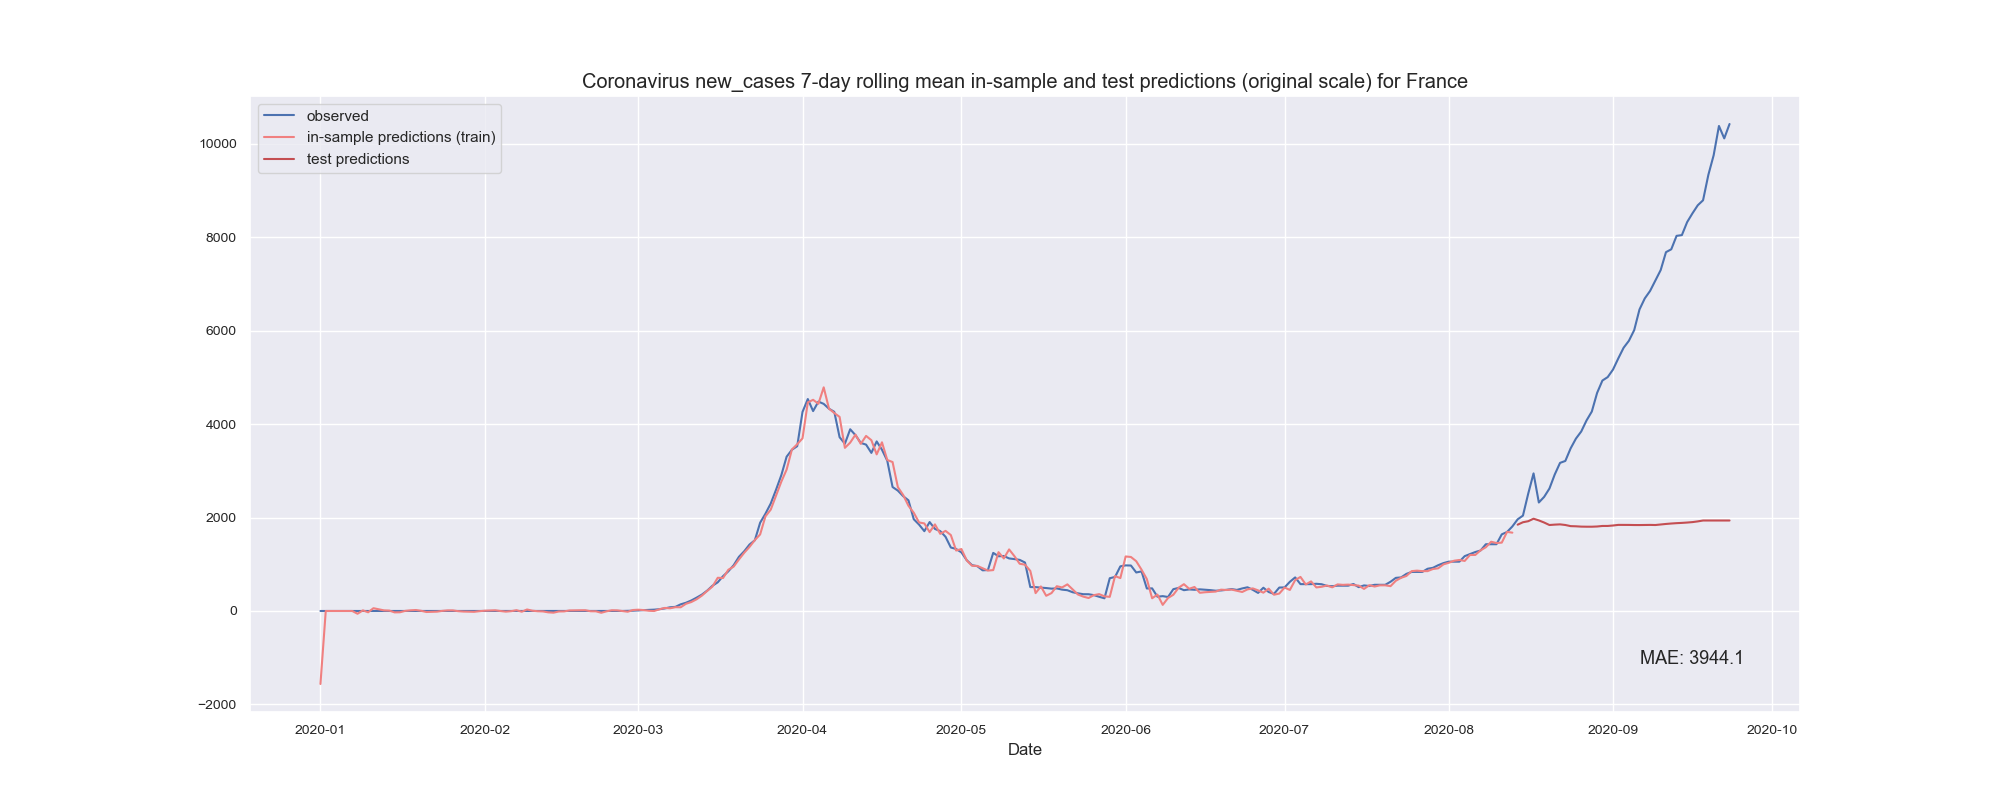 Coronavirus new_cases 7-day rolling mean in-sample and test predictions (original scale) for France
observed
in-sample predictions (train)
test predictions
10000
8000
6000
4000
2000
0
−2000
MAE: 3944.1
2020-01 2020-02 2020-03 2020-04 2020-05 2020-06 2020-07 2020-08 2020-09 2020-10
Date